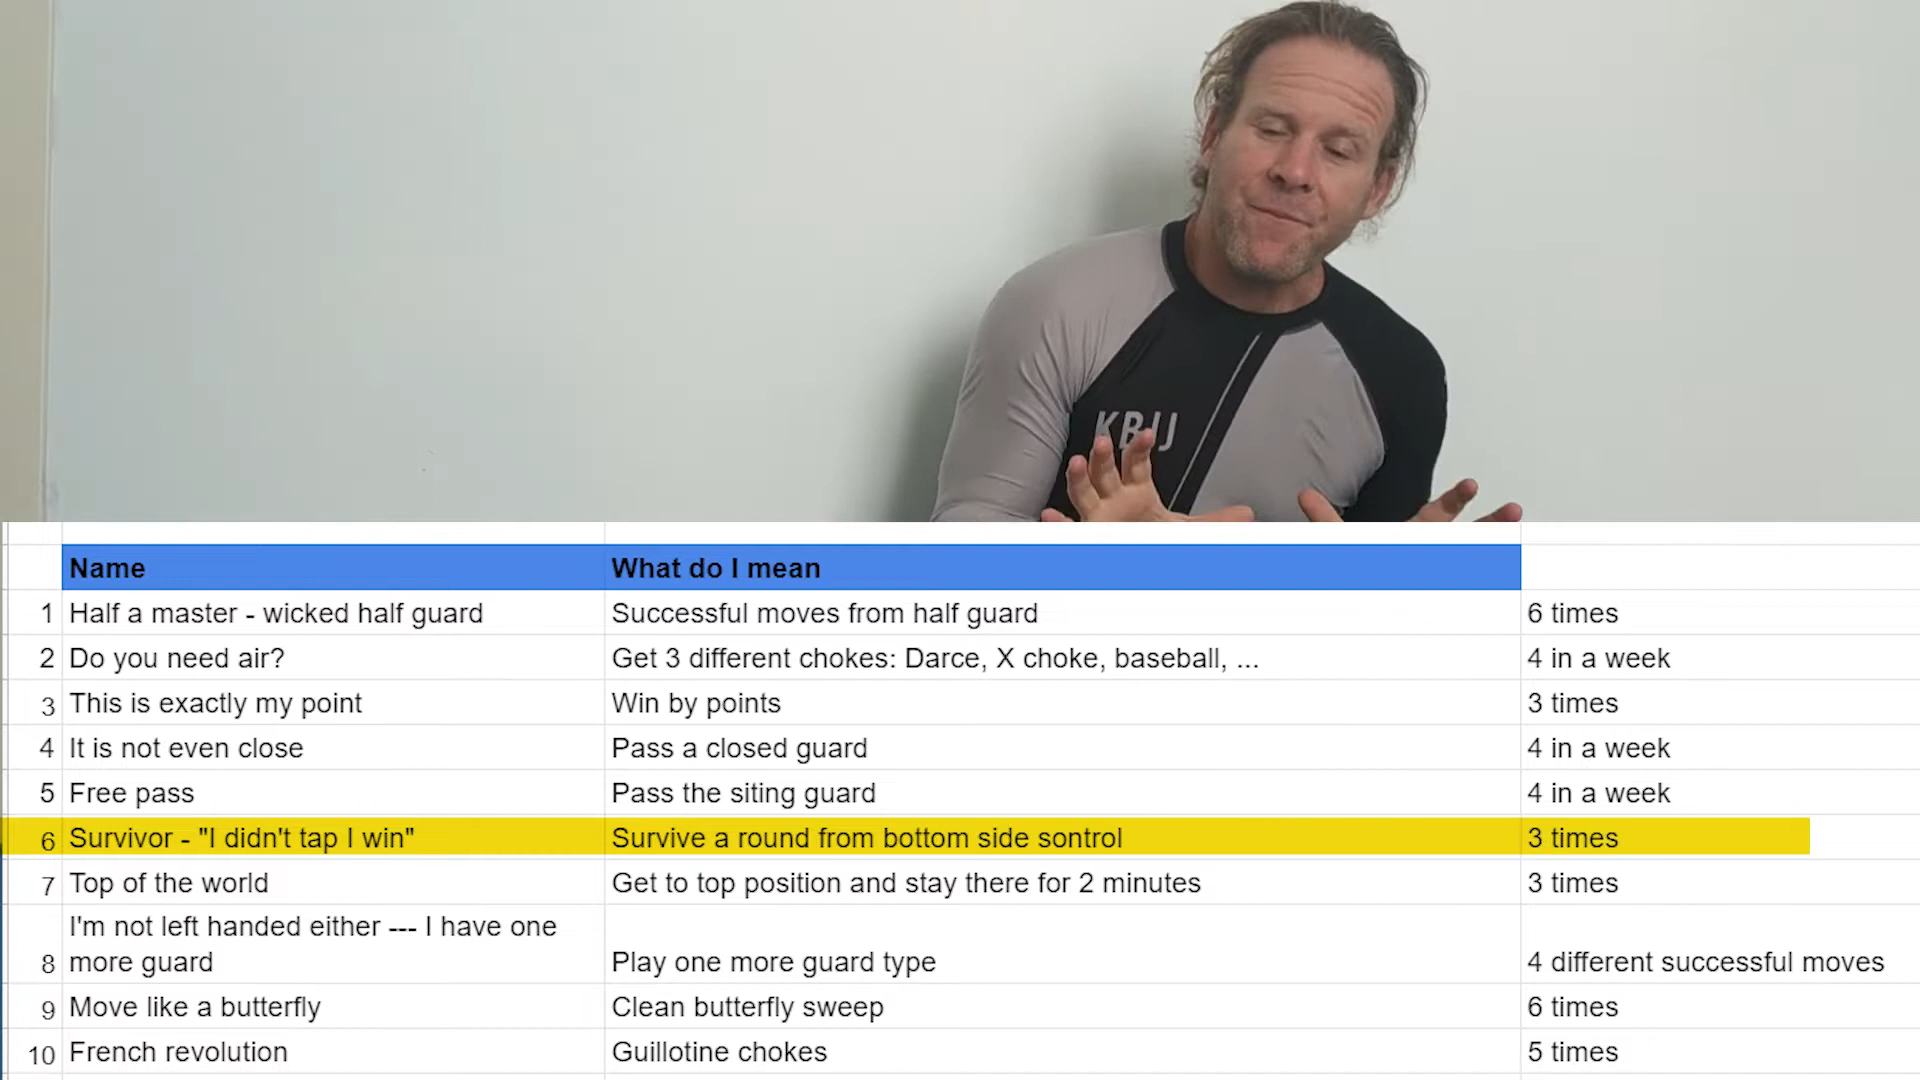 KBJJ
Name What do I mean
1 Half a master - wicked half guard Successful moves from half guard 6 times
2 Do you need air? Get 3 different chokes: Darce, X choke, baseball, ... 4 in a week
3 This is exactly my point Win by points 3 times
4 It is not even close Pass a closed guard 4 in a week
5 Free pass Pass the siting guard 4 in a week
6 Survivor - "I didn't tap I win" Survive a round from bottom side sontrol 3 times
7 Top of the world Get to top position and stay there for 2 minutes 3 times
I'm not left handed either --- I have one
8 more guard Play one more guard type 4 different successful moves
9 Move like a butterfly Clean butterfly sweep 6 times
10 French revolution Guillotine chokes 5 times